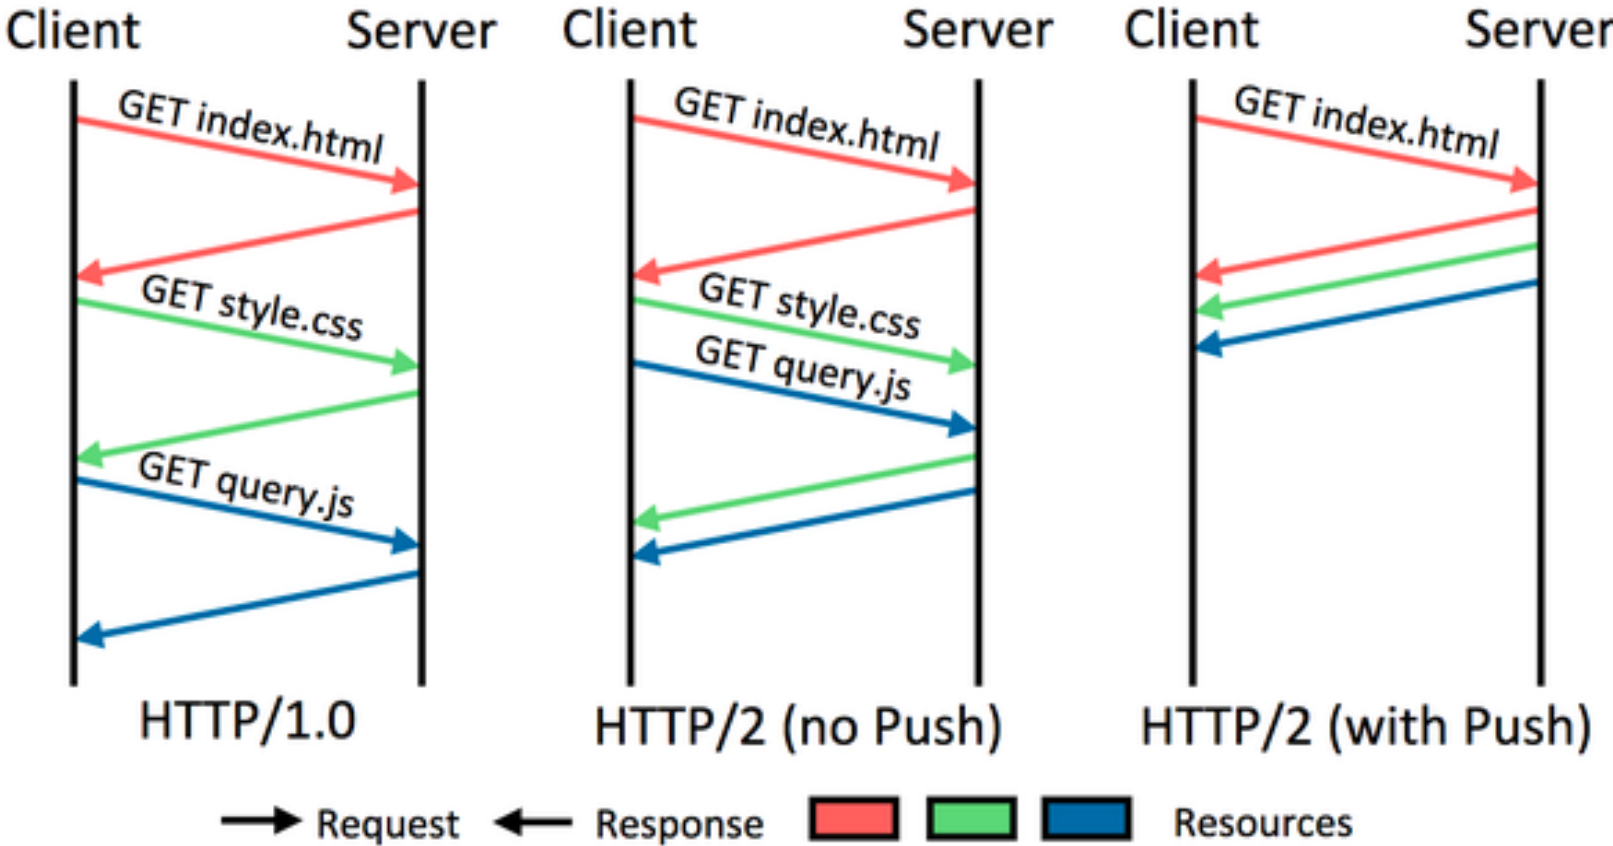 Client Server Client Server Client Server
GET index.html
GET style.css
GET query.js
HTTP/1.0
GET index.html
GET style.css
GET query.js
HTTP/2 (no Push)
GET index.html
HTTP/2 (with Push)
Request Response Resources